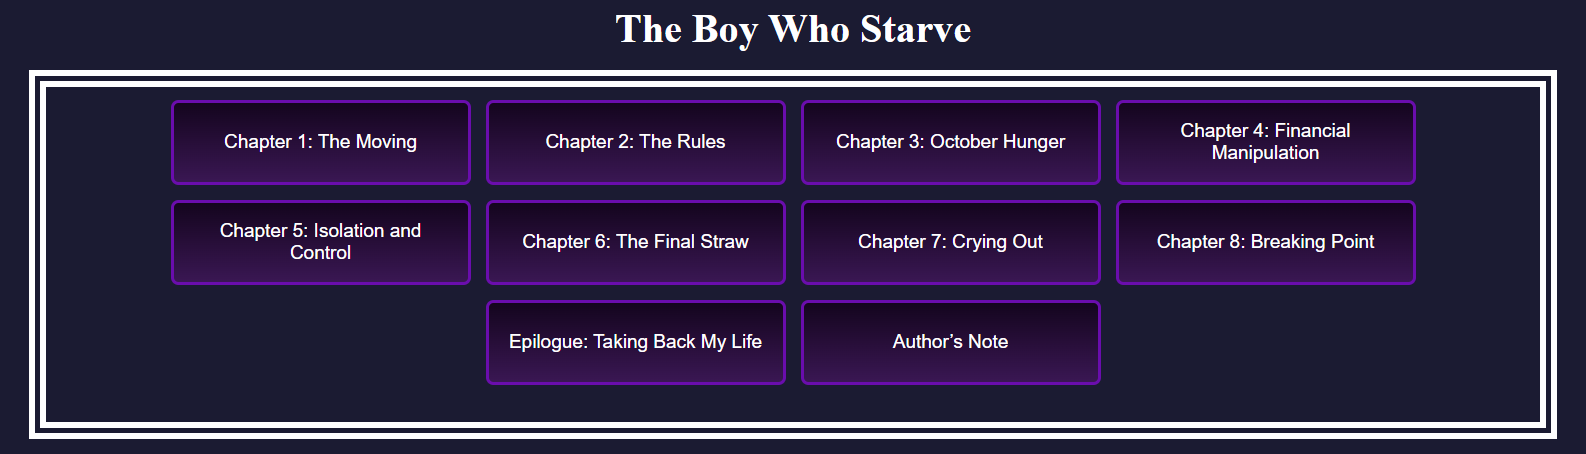 The Boy Who Starve
Chapter 1: The Moving
Chapter 2: The Rules
Chapter 3: October Hunger
Chapter 4: Financial
Manipulation
Chapter 5: Isolation and
Control
Chapter 6: The Final Straw
Chapter 7: Crying Out
Chapter 8: Breaking Point
Epilogue: Taking Back My Life
Author’s Note